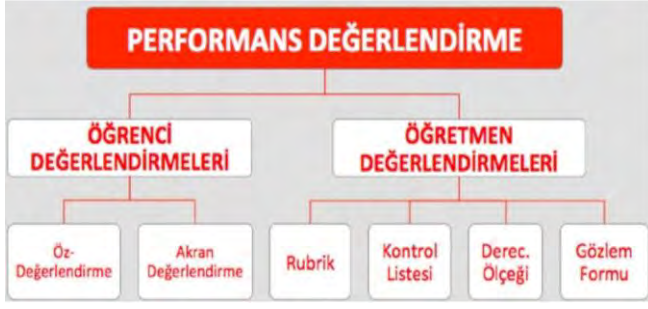 PERFORMANS DEĞERLENDİRME
ÖĞRENCİ
DEĞERLENDİRMELERİ
ÖĞRETMEN
DEĞERLENDİRMELERİ
Öz-
Değerlendirme
Akran
Değerlendirme
Rubrik
Kontrol
Listesi
Derec.
Ölçeği
Gözlem
Formu